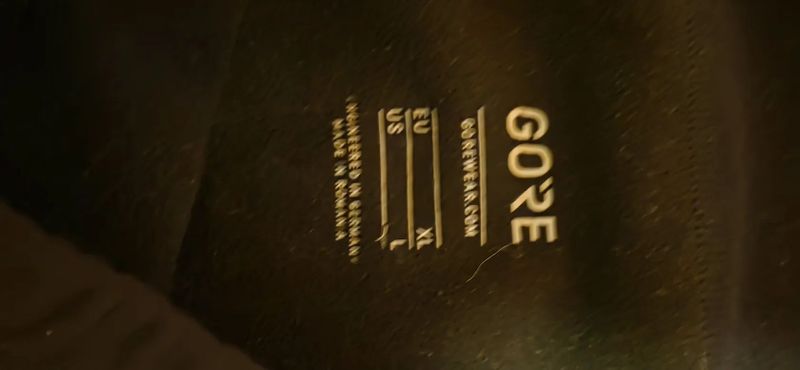 GORE
GOREWEAR.COM
EU XL
US L
ENGINEERED IN GERMANY
MADE IN ROMANIA